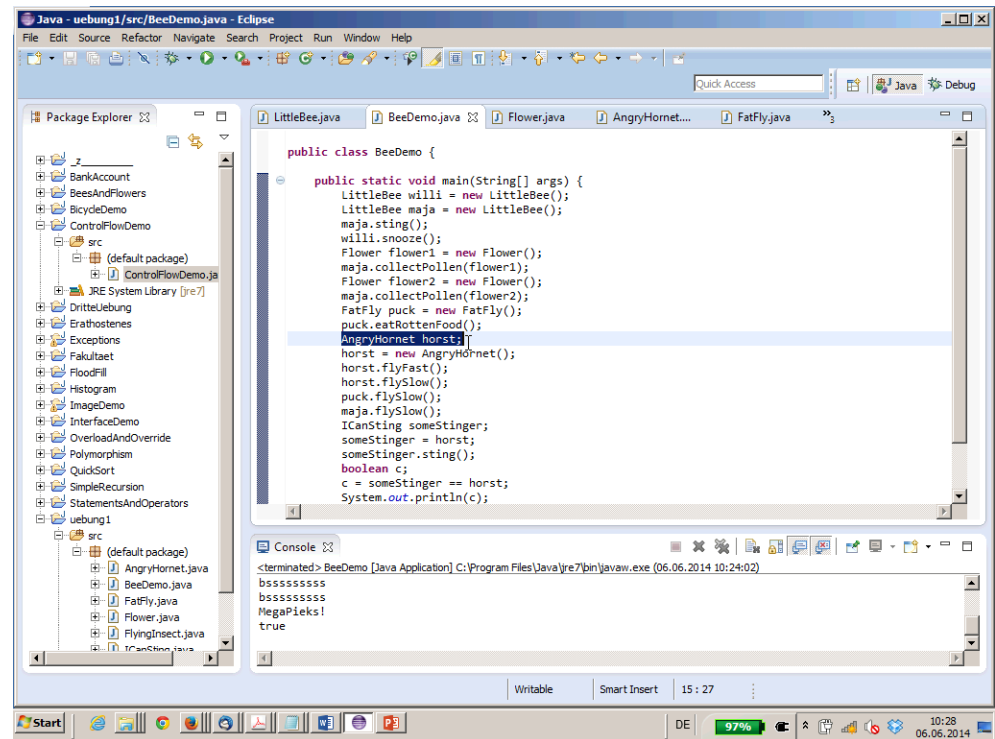 Java - uebung1/src/BeeDemo.java - Eclipse
File Edit Source Refactor Navigate Search Project Run Window Help
Quick Access
Java
Debug
Package Explorer
_z_________
BankAccount
BeesAndFlowers
BicycleDemo
ControlFlowDemo
src
(default package)
ControlFlowDemo.ja
JRE System Library [jre7]
DritteUebung
Erathostenes
Exceptions
Fakultaet
FloodFill
Histogram
ImageDemo
InterfaceDemo
OverloadAndOverride
Polymorphism
QuickSort
SimpleRecursion
StatementsAndOperators
uebung1
src
(default package)
AngryHornet.java
BeeDemo.java
FatFly.java
Flower.java
FlyingInsect.java
ICanSting.java
LittleBee.java
BeeDemo.java
Flower.java
AngryHornet....
FatFly.java
»3
public class BeeDemo {
public static void main(String[] args) {
LittleBee willi = new LittleBee();
LittleBee maja = new LittleBee();
maja.sting();
willi.snooze();
Flower flower1 = new Flower();
maja.collectPollen(flower1);
Flower flower2 = new Flower();
maja.collectPollen(flower2);
FatFly puck = new FatFly();
puck.eatRottenFood();
AngryHornet horst;
horst = new AngryHornet();
horst.flyFast();
horst.flySlow();
puck.flySlow();
maja.flySlow();
ICanSting someStinger;
someStinger = horst;
someStinger.sting();
boolean c;
c = someStinger == horst;
System.out.println(c);
Console
<terminated> BeeDemo [Java Application] C:\Program Files\Java\jre7\bin\javaw.exe (06.06.2014 10:24:02)
bsssssssss
bsssssssss
MegaPieks!
true
Writable
Smart Insert
15 : 27
Start
DE
97%
10:28
06.06.2014